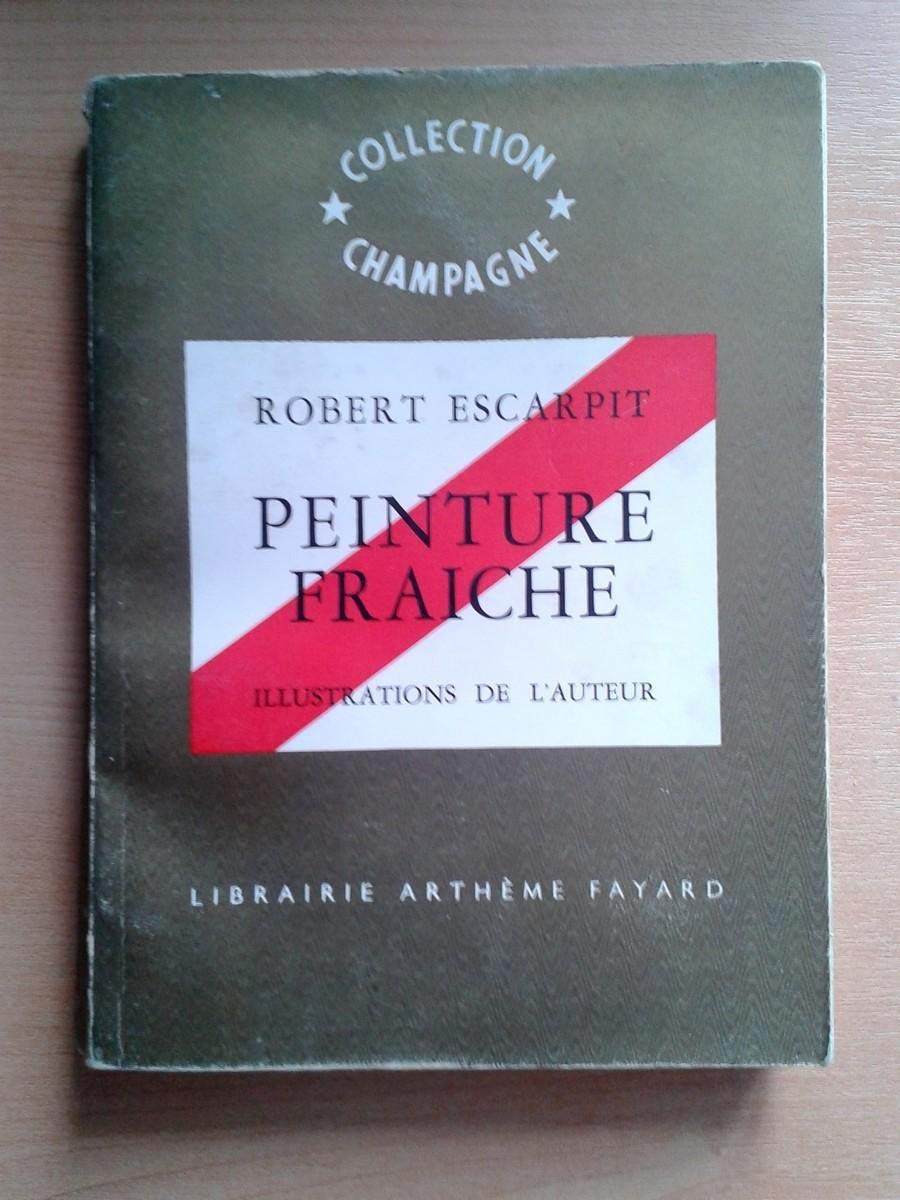 COLLECTION
CHAMPAGNE
ROBERT ESCARPIT
PEINTURE
FRAICHE
ILLUSTRATIONS DE L'AUTEUR
LIBRAIRIE ARTHÈME FAYARD